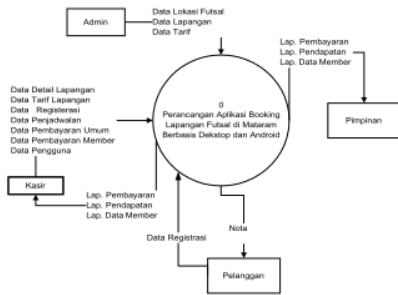 Admin
Data Lokasi Futsal
Data Lapangan
Data Tarif
Lap. Pembayaran
Lap. Pendapatan
Lap. Data Member
Pimpinan
0
Perancangan Aplikasi Booking
Lapangan Futsal di Mataram
Berbasis Dekstop dan Android
Data Detail Lapangan
Data Tarif Lapangan
Data Registerasi
Data Penjadwalan
Data Pembayaran Umum
Data Pembayaran Member
Data Pengguna
Kasir
Lap. Pembayaran
Lap. Pendapatan
Lap. Data Member
Data Registrasi
Nota
Pelanggan